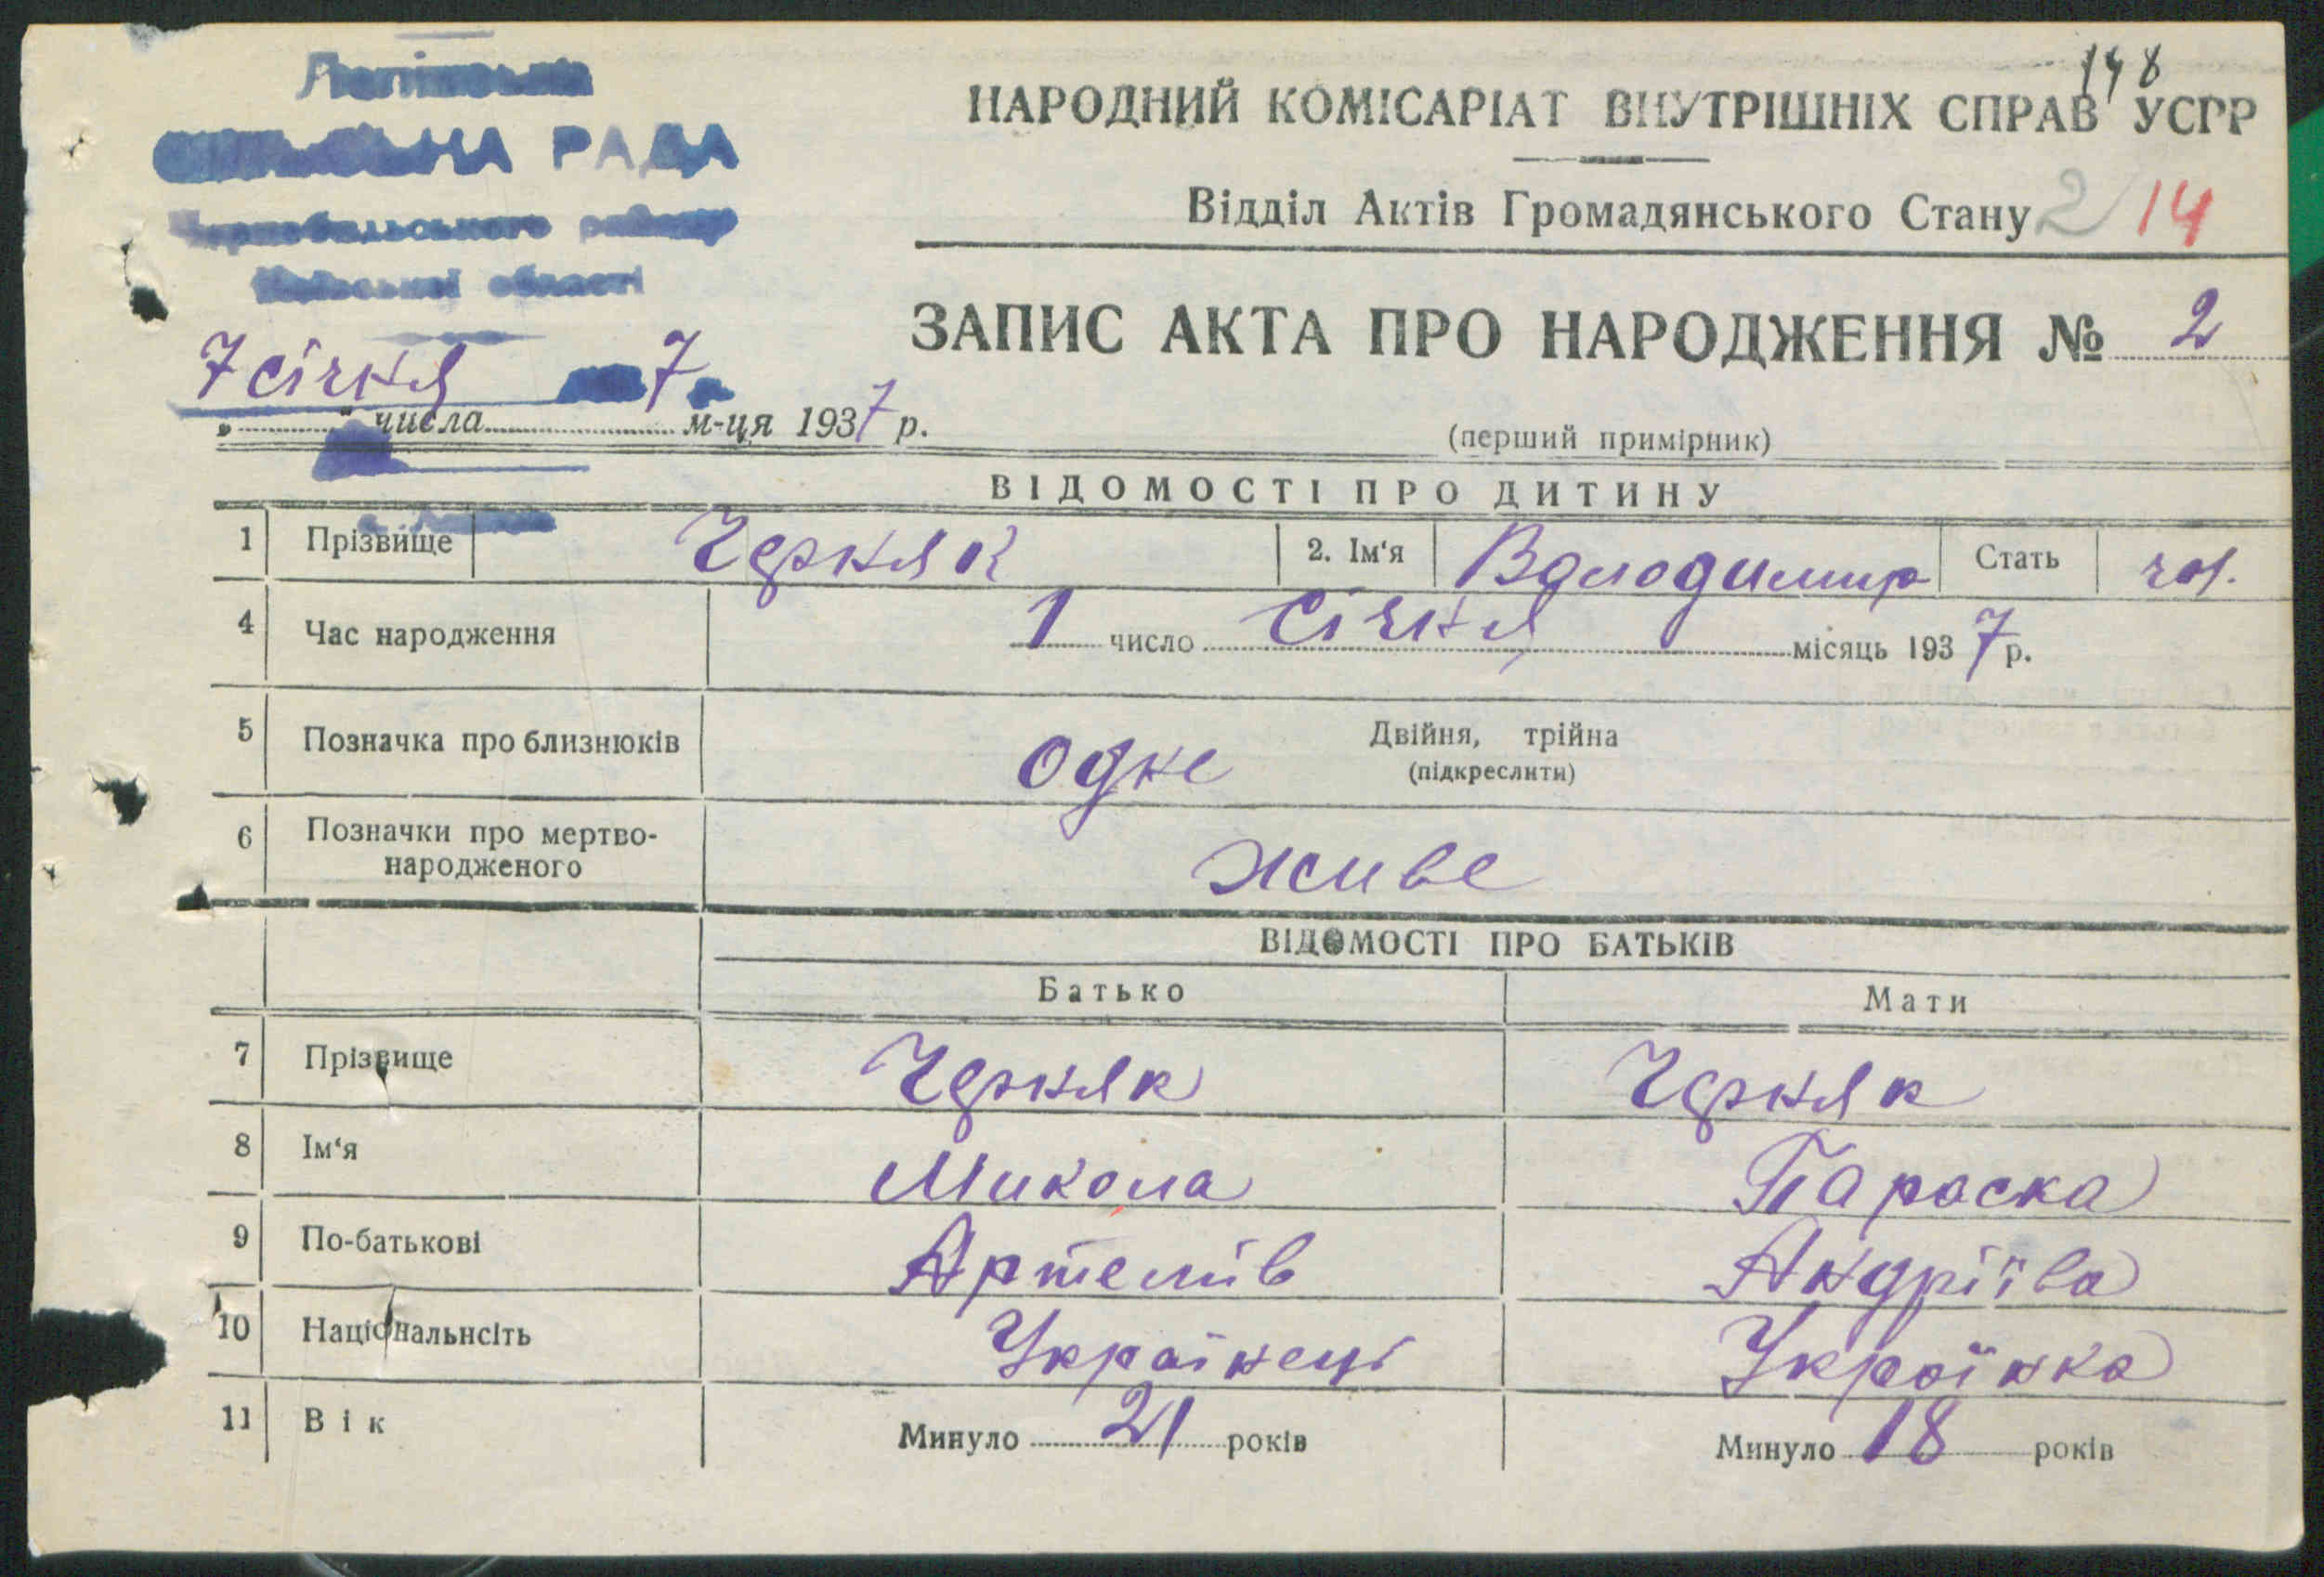 148
НАРОДНИЙ КОМІСАРІАТ ВНУТРІШНІХ СПРАВ УСРР
СІЛЬСЬКА РАДА
Чорнобильського району
Київської області
Відділ Актів Громадянського Стану 2 14
ЗАПИС АКТА ПРО НАРОДЖЕННЯ № 2
7 січня 7
„ " числа м-ця 1937 р.
(перший примірник)
ВІДОМОСТІ ПРО ДИТИНУ
1 Прізвище Черняк 2. Ім‘я Володимир Стать чол.
4 Час народження 1 число Січня місяць 1937 р.
5 Позначка про близнюків одне Двійня, трійна
(підкреслити)
6 Позначки про мертво-
народженого живе
ВІДОМОСТІ ПРО БАТЬКІВ
Батько Мати
7 Прізвище Черняк Черняк
8 Ім‘я Микола Параска
9 По-батькові Артемів Андріїва
10 Національнсіть Українець Українка
11 Вік Минуло 21 років Минуло 18 років